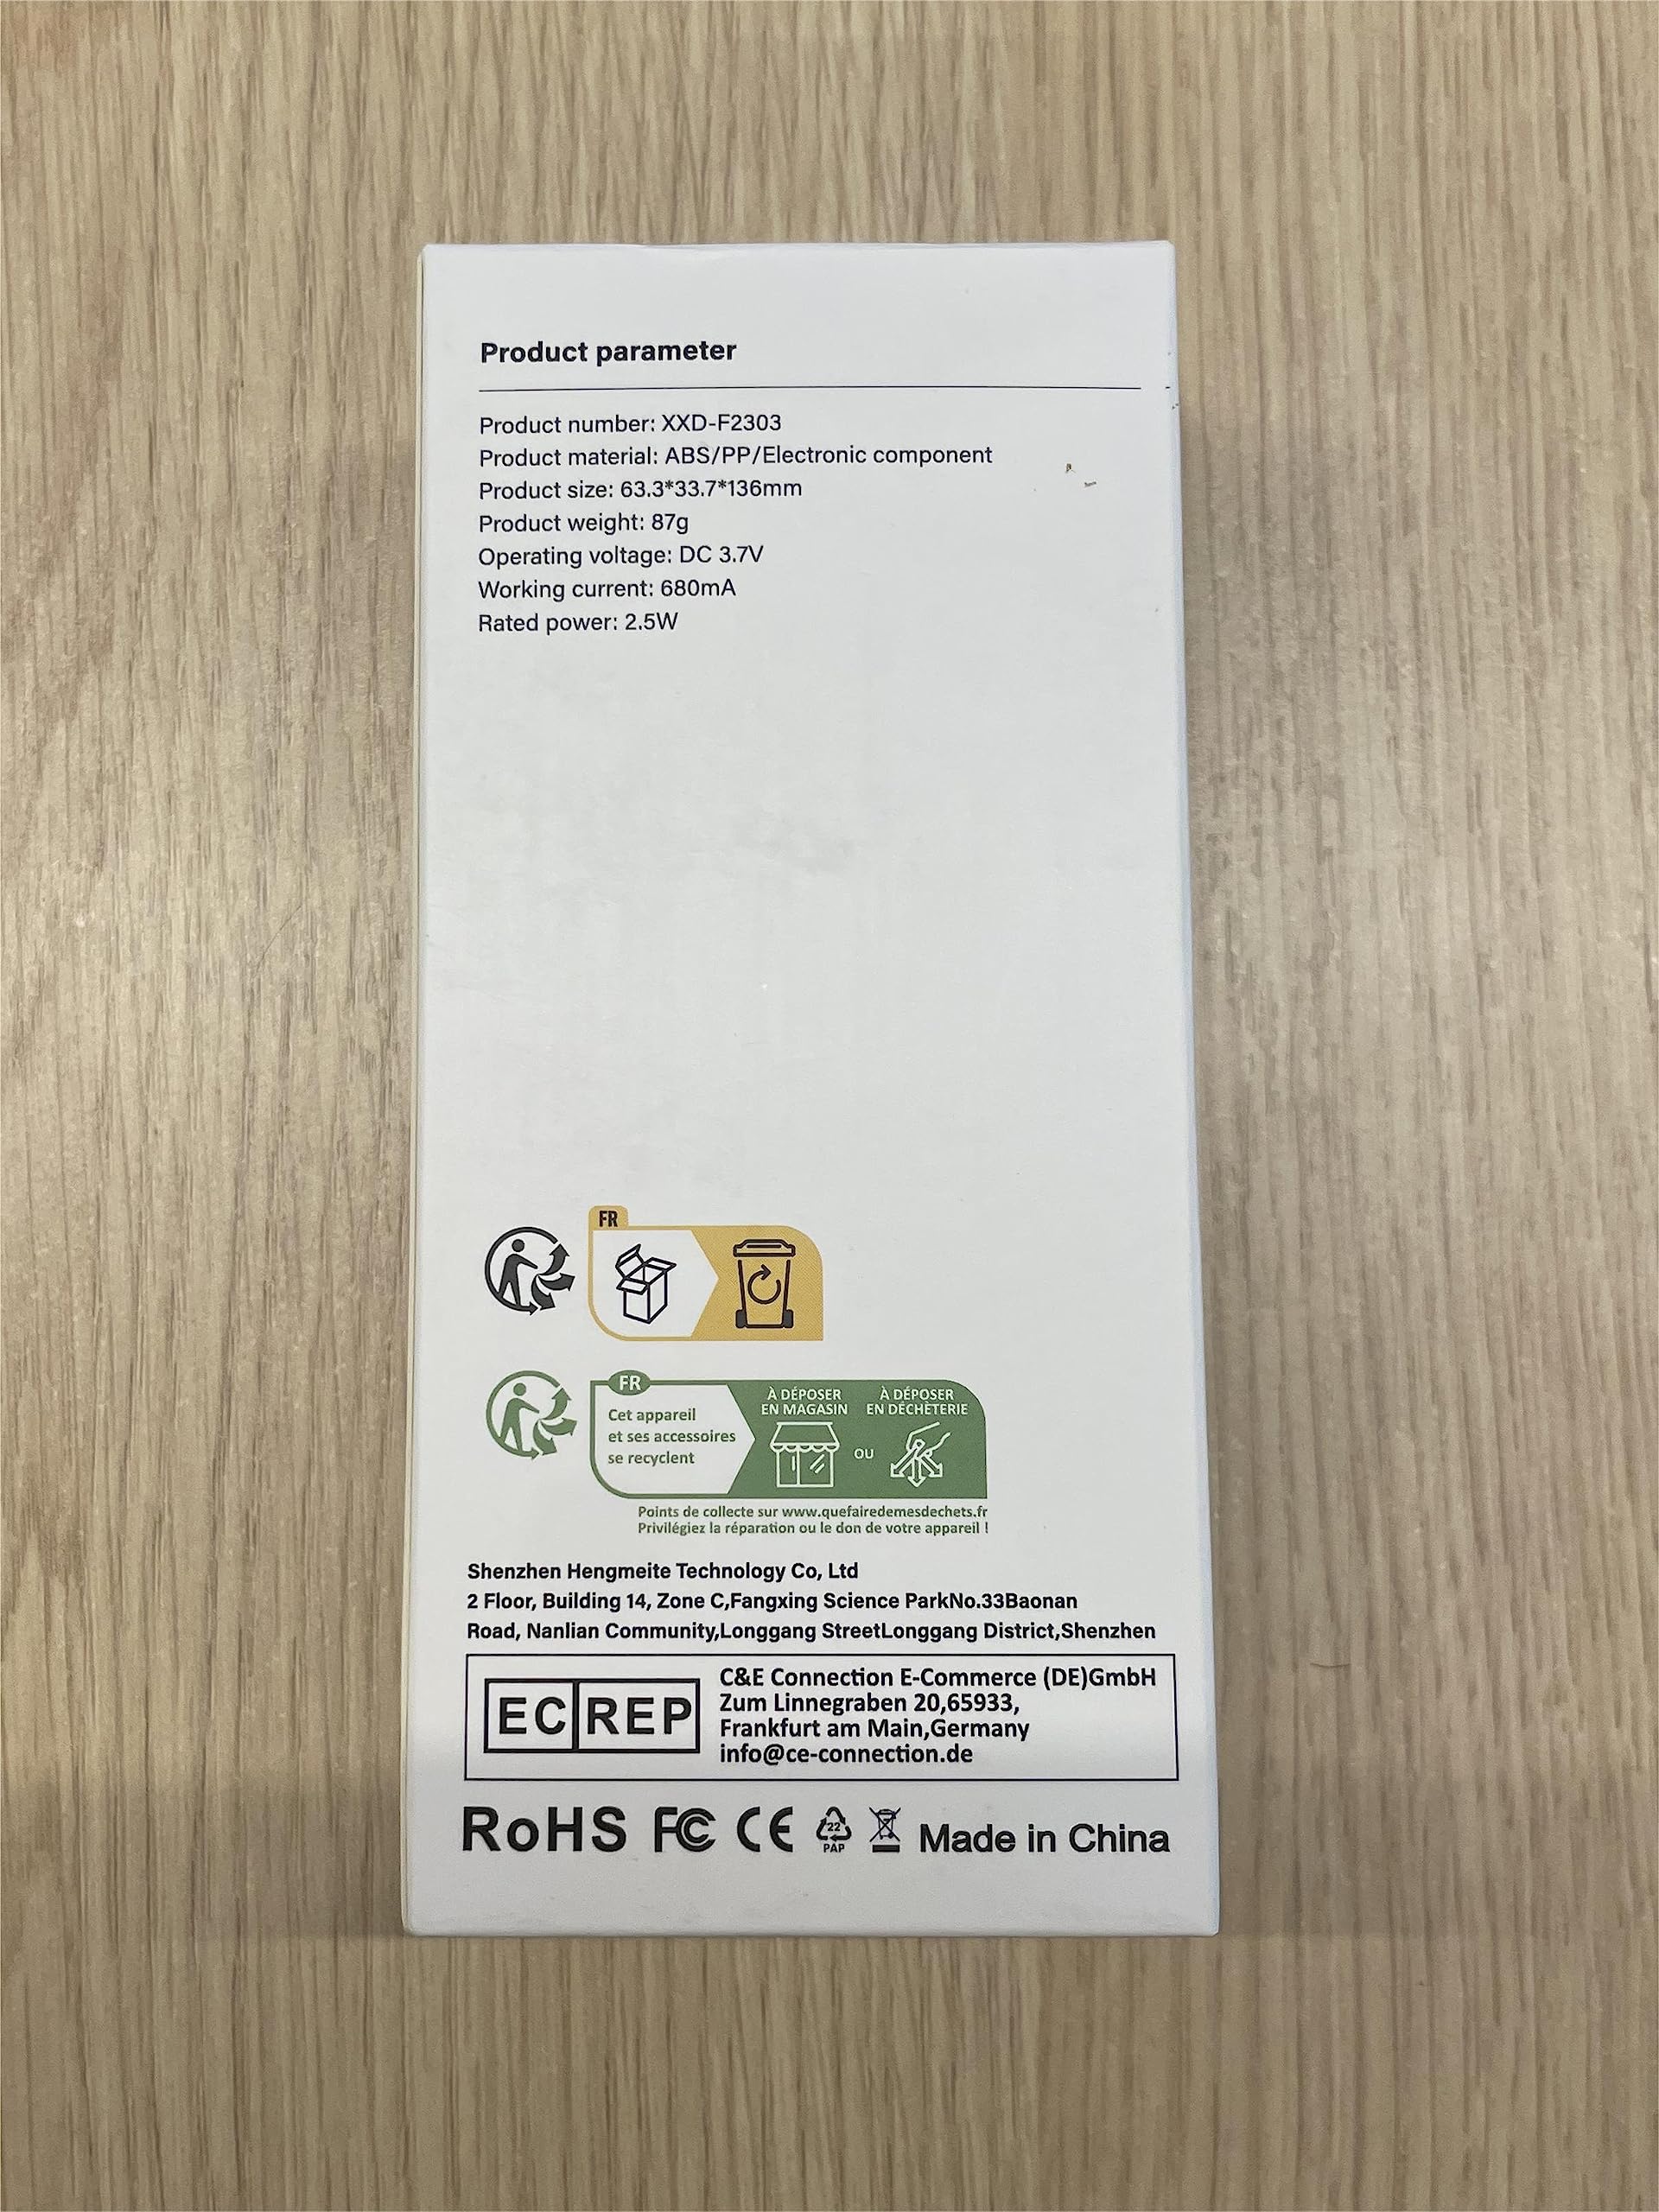 Product parameter
Product number: XXD-F2303
Product material: ABS/PP/Electronic component
Product size: 63.3*33.7*136mm
Product weight: 87g
Operating voltage: DC 3.7V
Working current: 680mA
Rated power: 2.5W
FR
FR
Cet appareil
et ses accessoires
se recyclent
À DÉPOSER
EN MAGASIN
OU
À DÉPOSER
EN DÉCHÈTERIE
Points de collecte sur www.quefairedemesdechets.fr
Privilégiez la réparation ou le don de votre appareil !
Shenzhen Hengmeite Technology Co, Ltd
2 Floor, Building 14, Zone C,Fangxing Science ParkNo.33Baonan
Road, Nanlian Community,Longgang StreetLonggang District,Shenzhen
EC REP
C&E Connection E-Commerce (DE)GmbH
Zum Linnegraben 20,65933,
Frankfurt am Main,Germany
info@ce-connection.de
RoHS FC CE 22 PAP Made in China